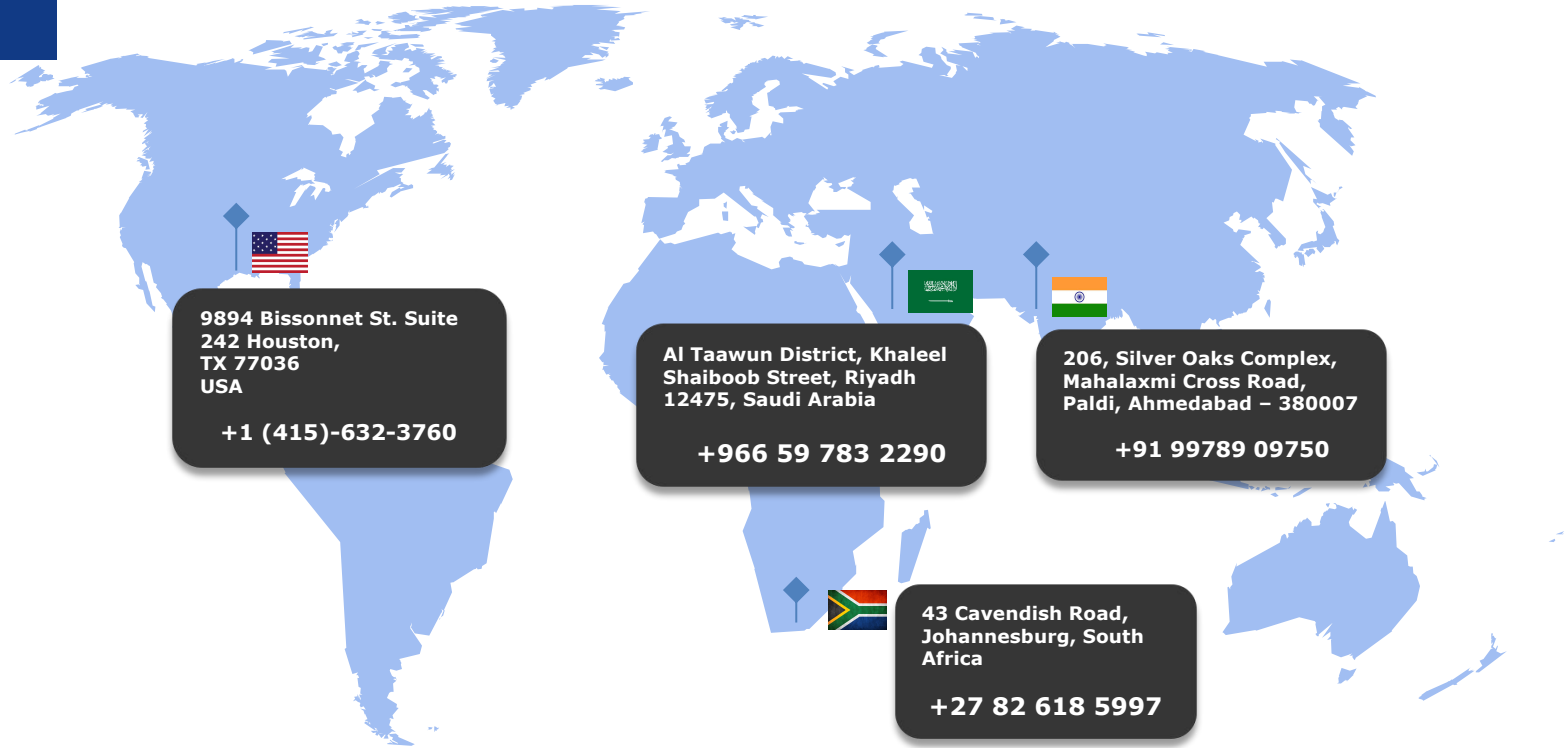 9894 Bissonnet St. Suite
242 Houston,
TX 77036
USA
+1 (415)-632-3760
Al Taawun District, Khaleel
Shaiboob Street, Riyadh
12475, Saudi Arabia
+966 59 783 2290
206, Silver Oaks Complex,
Mahalaxmi Cross Road,
Paldi, Ahmedabad – 380007
+91 99789 09750
43 Cavendish Road,
Johannesburg, South
Africa
+27 82 618 5997